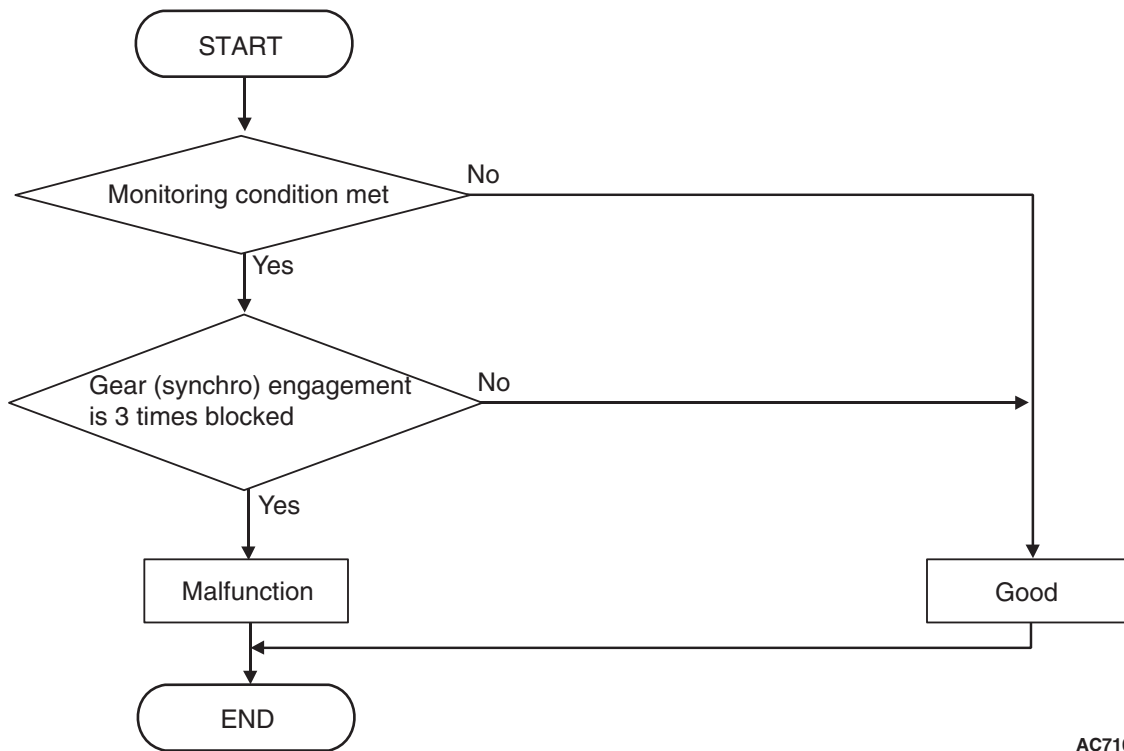 START
Monitoring condition met
No
Yes
Gear (synchro) engagement
is 3 times blocked
No
Yes
Malfunction
Good
END